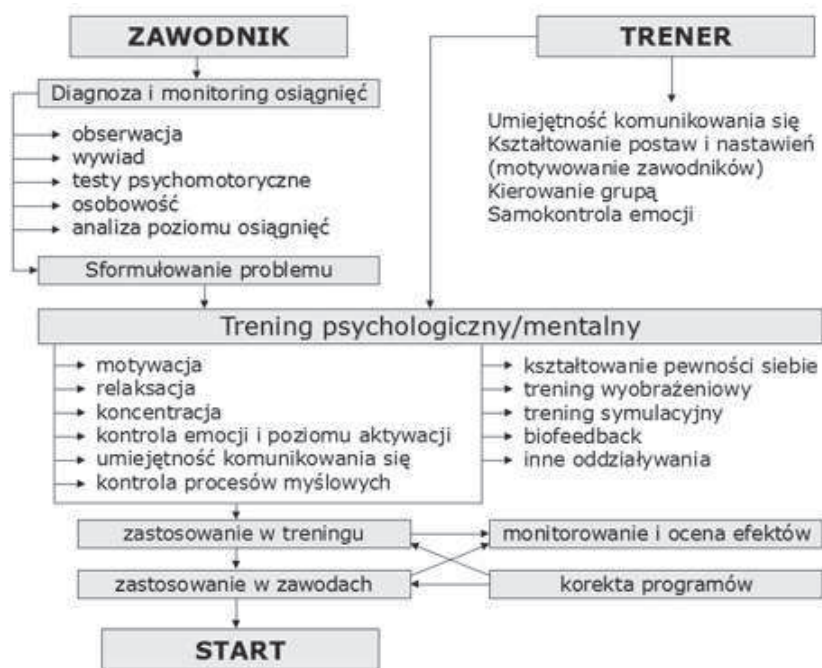 ZAWODNIK
TRENER
Diagnoza i monitoring osiągnięć
obserwacja
wywiad
testy psychomotoryczne
osobowość
analiza poziomu osiągnięć
Umiejętność komunikowania się
Kształtowanie postaw i nastawień
(motywowanie zawodników)
Kierowanie grupą
Samokontrola emocji
Sformułowanie problemu
Trening psychologiczny/mentalny
motywacja
relaksacja
koncentracja
kontrola emocji i poziomu aktywacji
umiejętność komunikowania się
kontrola procesów myślowych
kształtowanie pewności siebie
trening wyobrażeniowy
trening symulacyjny
biofeedback
inne oddziaływania
zastosowanie w treningu
monitorowanie i ocena efektów
zastosowanie w zawodach
korekta programów
START